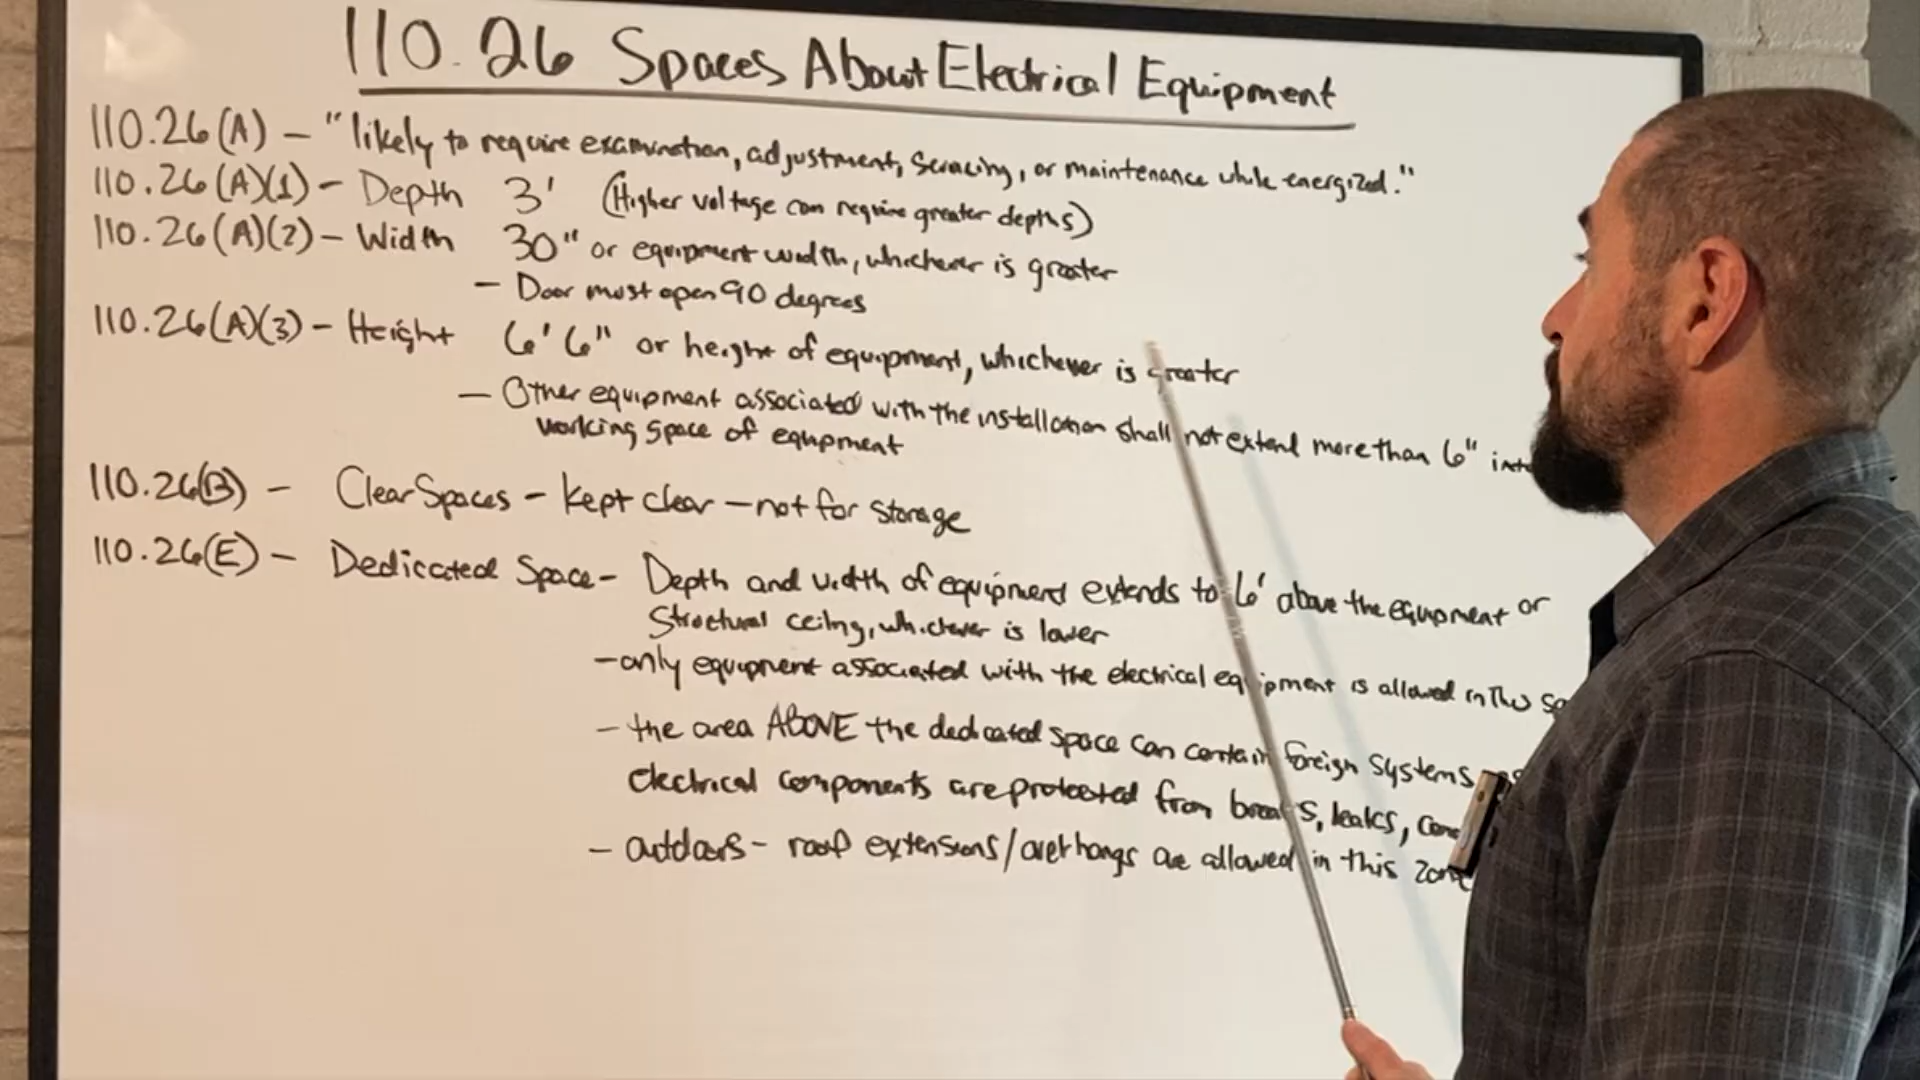 110.26 Spaces About Electrical Equipment
110.26(A) - "likely to require examination, adjustment, servicing, or maintenance while energized."
110.26(A)(1) - Depth 3' (Higher voltage can require greater depths)
110.26(A)(2) - Width 30" or equipment width, whichever is greater
- Door must open 90 degrees
110.26(A)(3) - Height 6'6" or height of equipment, whichever is greater
- Other equipment associated with the installation shall not extend more than 6" into
working space of equipment
110.26(B) - Clear Spaces - kept clear - not for storage
110.26(E) - Dedicated Space - Depth and width of equipment extends to 6' above the equipment or
Structural ceiling, whichever is lower
- only equipment associated with the electrical equipment is allowed in this
- the area ABOVE the dedicated space can contain foreign systems
electrical components are protected from breaks, leaks,
- outdoors - roof extensions/overhangs are allowed in this zone